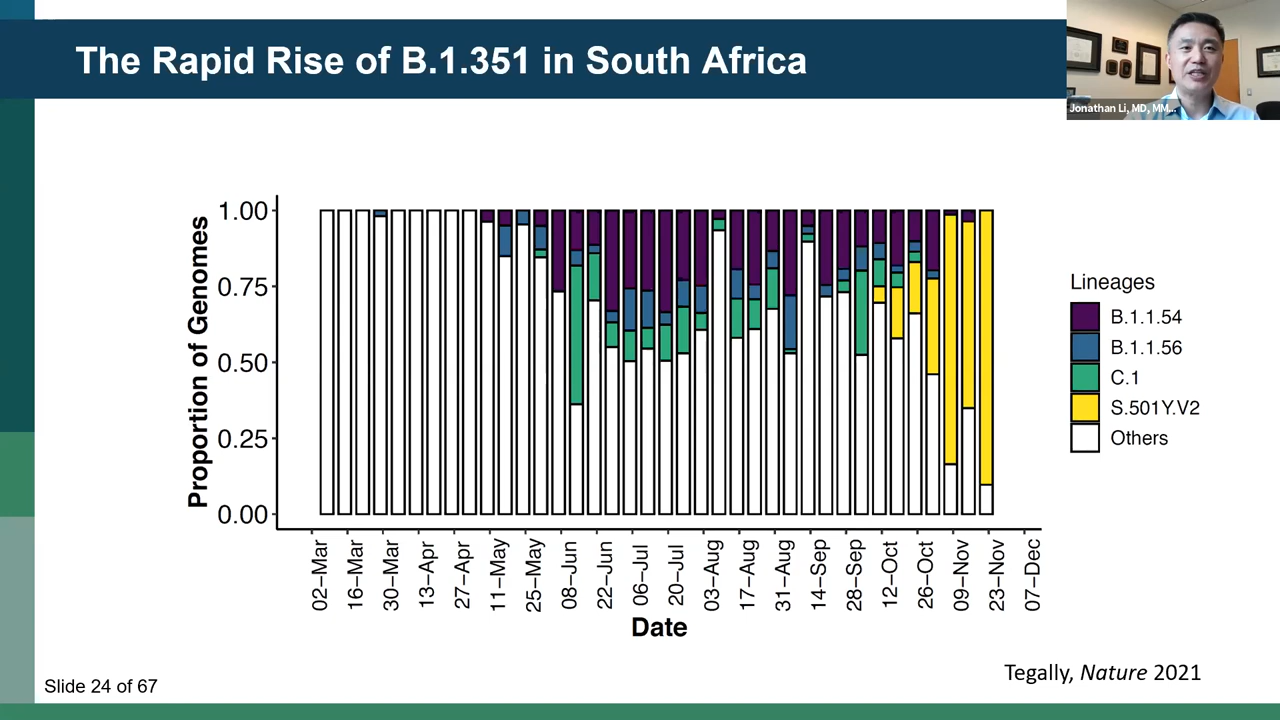 The Rapid Rise of B.1.351 in South Africa
Jonathan Li, MD, MM...
Proportion of Genomes
1.00
0.75
0.50
0.25
0.00
02−Mar
16−Mar
30−Mar
13−Apr
27−Apr
11−May
25−May
08−Jun
22−Jun
06−Jul
20−Jul
03−Aug
17−Aug
31−Aug
14−Sep
28−Sep
12−Oct
26−Oct
09−Nov
23−Nov
07−Dec
Date
Lineages
B.1.1.54
B.1.1.56
C.1
S.501Y.V2
Others
Tegally, Nature 2021
Slide 24 of 67